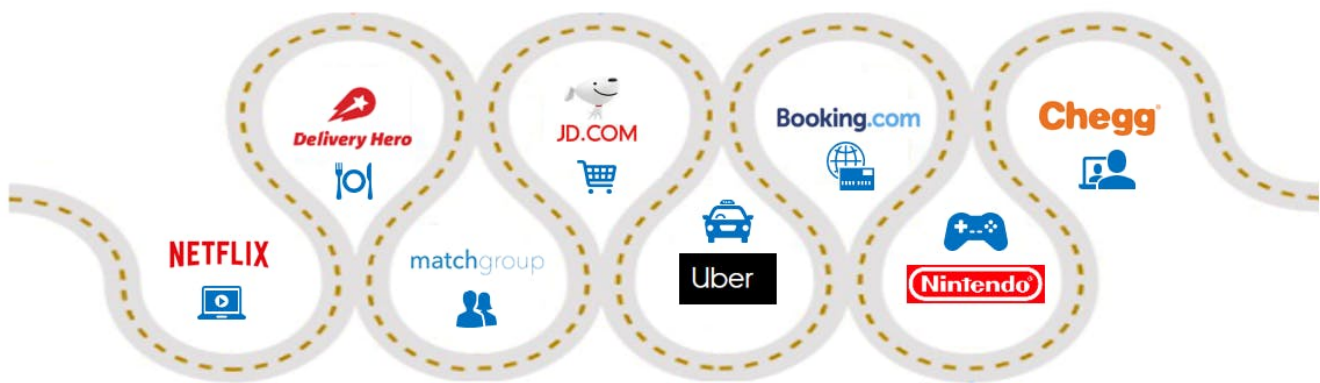 Delivery Hero
JD.COM
Booking.com
Chegg®
NETFLIX
matchgroup
Uber
Nintendo®